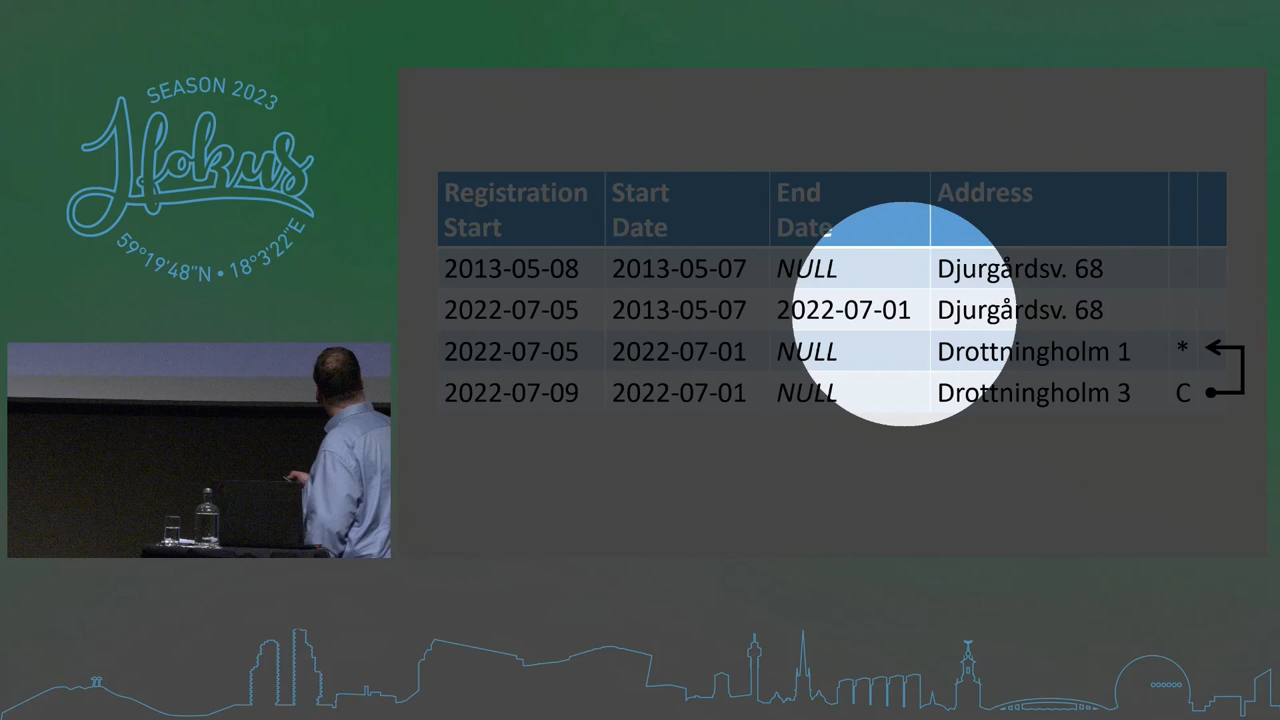 SEASON 2023
Jfokus
59°19'48"N • 18°3'22"E
Registration Start Start Date End Date Address
2013-05-08 2013-05-07 NULL Djurgårdsv. 68
2022-07-05 2013-05-07 2022-07-01 Djurgårdsv. 68
2022-07-05 2022-07-01 NULL Drottningholm 1 *
2022-07-09 2022-07-01 NULL Drottningholm 3 C